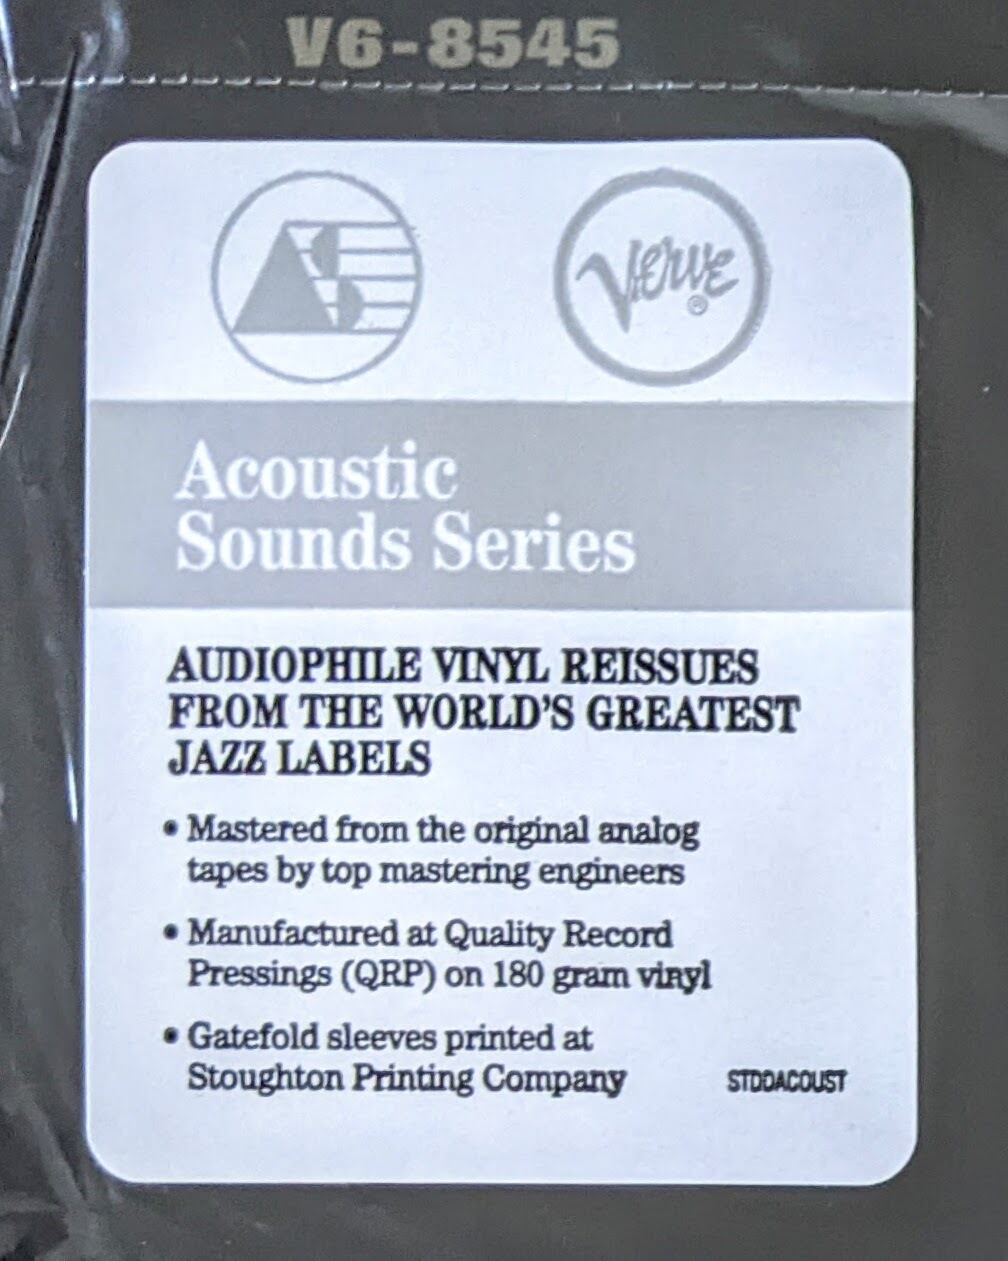 V6-8545
AS
Verve
®
Acoustic
Sounds Series
AUDIOPHILE VINYL REISSUES
FROM THE WORLD'S GREATEST
JAZZ LABELS
• Mastered from the original analog
tapes by top mastering engineers
• Manufactured at Quality Record
Pressings (QRP) on 180 gram vinyl
• Gatefold sleeves printed at
Stoughton Printing Company
STDDACOUST